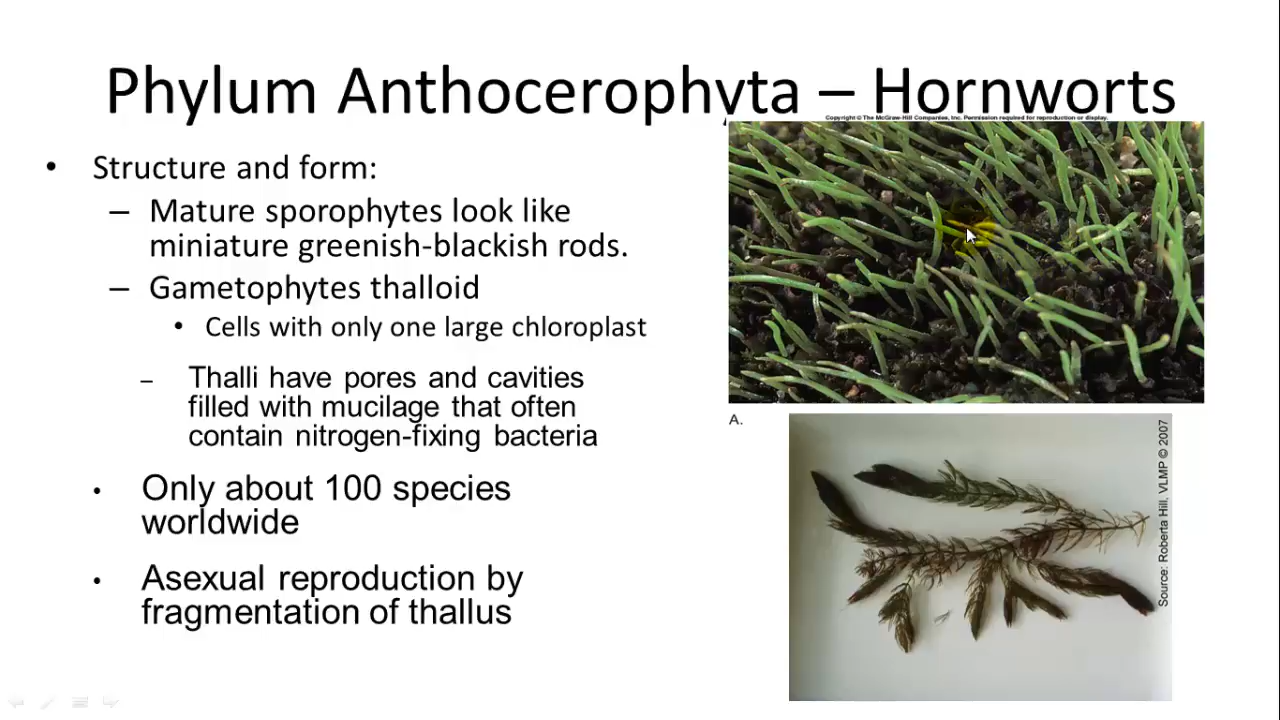 Phylum Anthocerophyta – Hornworts
Copyright © The McGraw-Hill Companies, Inc. Permission required for reproduction or display.
• Structure and form:
– Mature sporophytes look like
miniature greenish-blackish rods.
– Gametophytes thalloid
• Cells with only one large chloroplast
– Thalli have pores and cavities
filled with mucilage that often
contain nitrogen-fixing bacteria
• Only about 100 species
worldwide
• Asexual reproduction by
fragmentation of thallus
A.
Source: Roberta Hill, VLMP © 2007